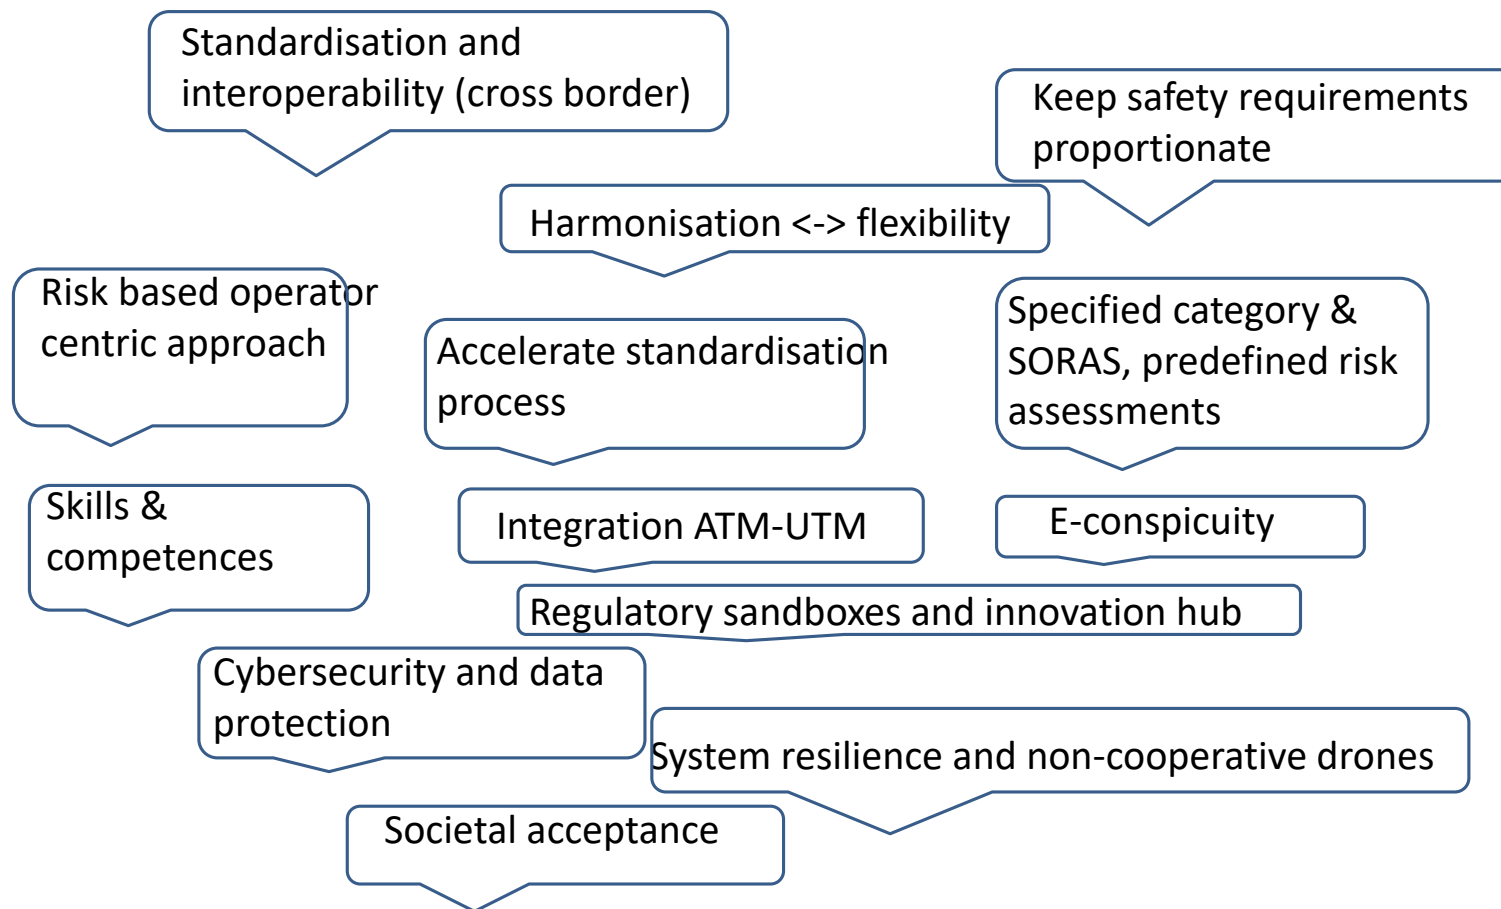 Standardisation and
interoperability (cross border)
Keep safety requirements
proportionate
Harmonisation <-> flexibility
Risk based operator
centric approach
Accelerate standardisation
process
Specified category &
SORAS, predefined risk
assessments
Skills &
competences
Integration ATM-UTM
E-conspicuity
Regulatory sandboxes and innovation hub
Cybersecurity and data
protection
System resilience and non-cooperative drones
Societal acceptance